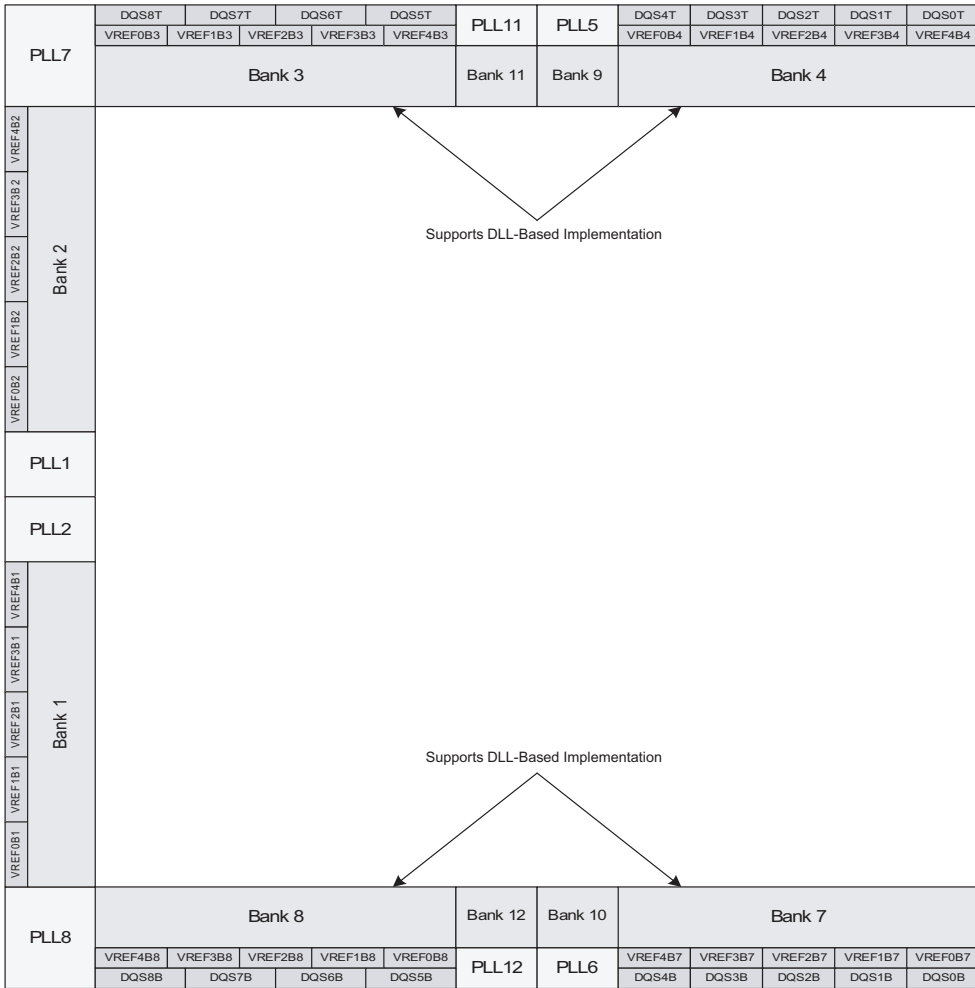 DQS8T DQS7T DQS6T DQS5T PLL11 PLL5 DQS4T DQS3T DQS2T DQS1T DQS0T
PLL7 VREF0B3 VREF1B3 VREF2B3 VREF3B3 VREF4B3 VREF0B4 VREF1B4 VREF2B4 VREF3B4 VREF4B4
Bank 3 Bank 11 Bank 9 Bank 4
VREF4B2
VREF3B2
VREF2B2
VREF1B2
VREF0B2
Bank 2
Supports DLL-Based Implementation
PLL1
PLL2
VREF4B1
VREF3B1
VREF2B1
VREF1B1
VREF0B1
Bank 1
Supports DLL-Based Implementation
PLL8 Bank 8 Bank 12 Bank 10 Bank 7
VREF4B8 VREF3B8 VREF2B8 VREF1B8 VREF0B8 PLL12 PLL6 VREF4B7 VREF3B7 VREF2B7 VREF1B7 VREF0B7
DQS8B DQS7B DQS6B DQS5B DQS4B DQS3B DQS2B DQS1B DQS0B